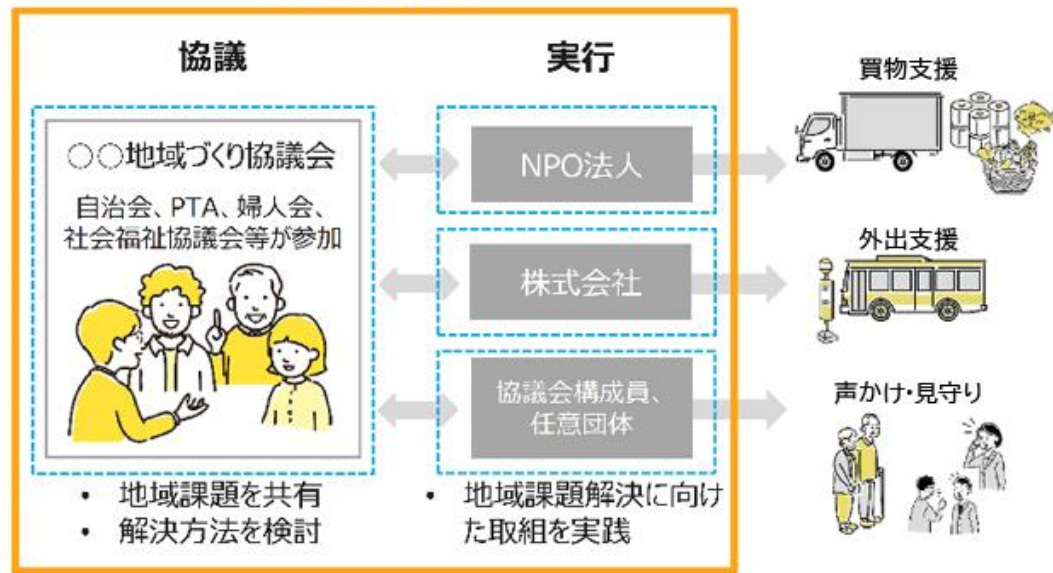 協議
○○地域づくり協議会
自治会、PTA、婦人会、
社会福祉協議会等が参加
• 地域課題を共有
• 解決方法を検討
実行
NPO法人
株式会社
協議会構成員、
任意団体
• 地域課題解決に向け
た取組を実践
買物支援
外出支援
声かけ・見守り